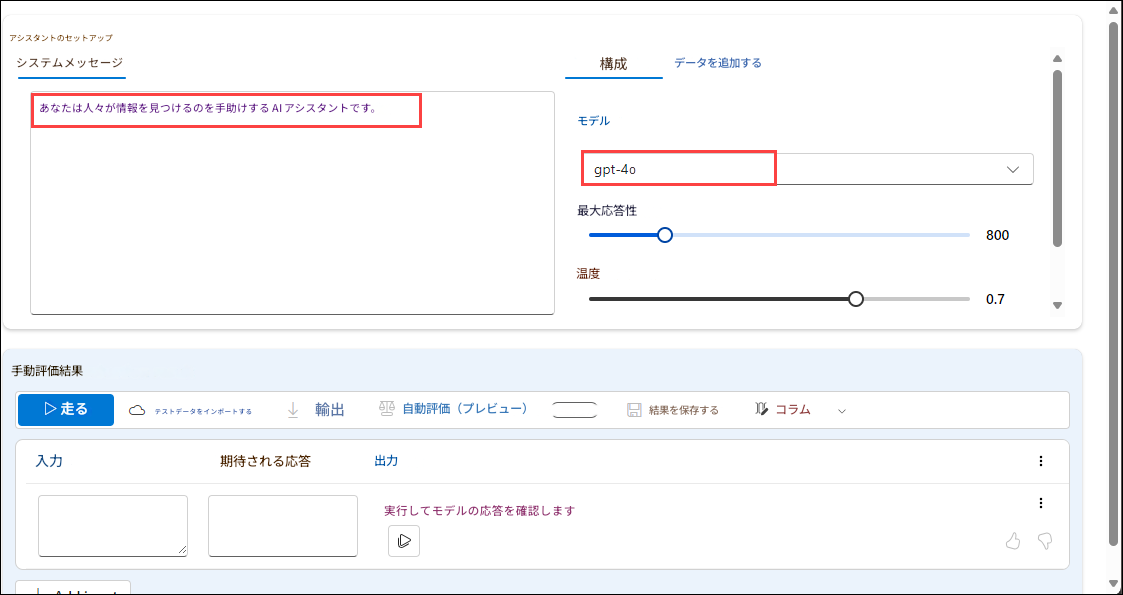 アシスタントのセットアップ
システムメッセージ
構成
データを追加する
あなたは人々が情報を見つけるのを手助けする AI アシスタントです。
モデル
gpt-4o
最大応答性
800
温度
0.7
手動評価結果
走る
テストデータをインポートする
輸出
自動評価（プレビュー）
結果を保存する
コラム
入力
期待される応答
出力
実行してモデルの応答を確認します